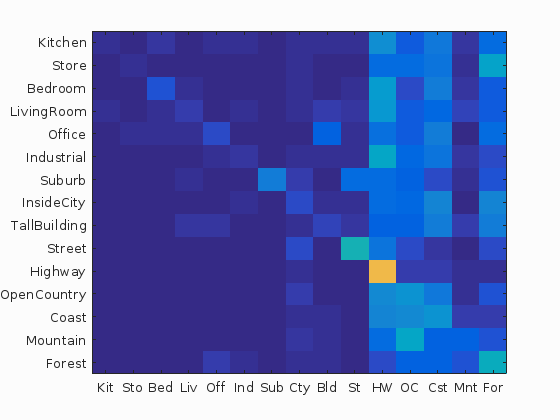 Kitchen
Store
Bedroom
LivingRoom
Office
Industrial
Suburb
InsideCity
TallBuilding
Street
Highway
OpenCountry
Coast
Mountain
Forest
Kit Sto Bed Liv Off Ind Sub Cty Bld St HW OC Cst Mnt For